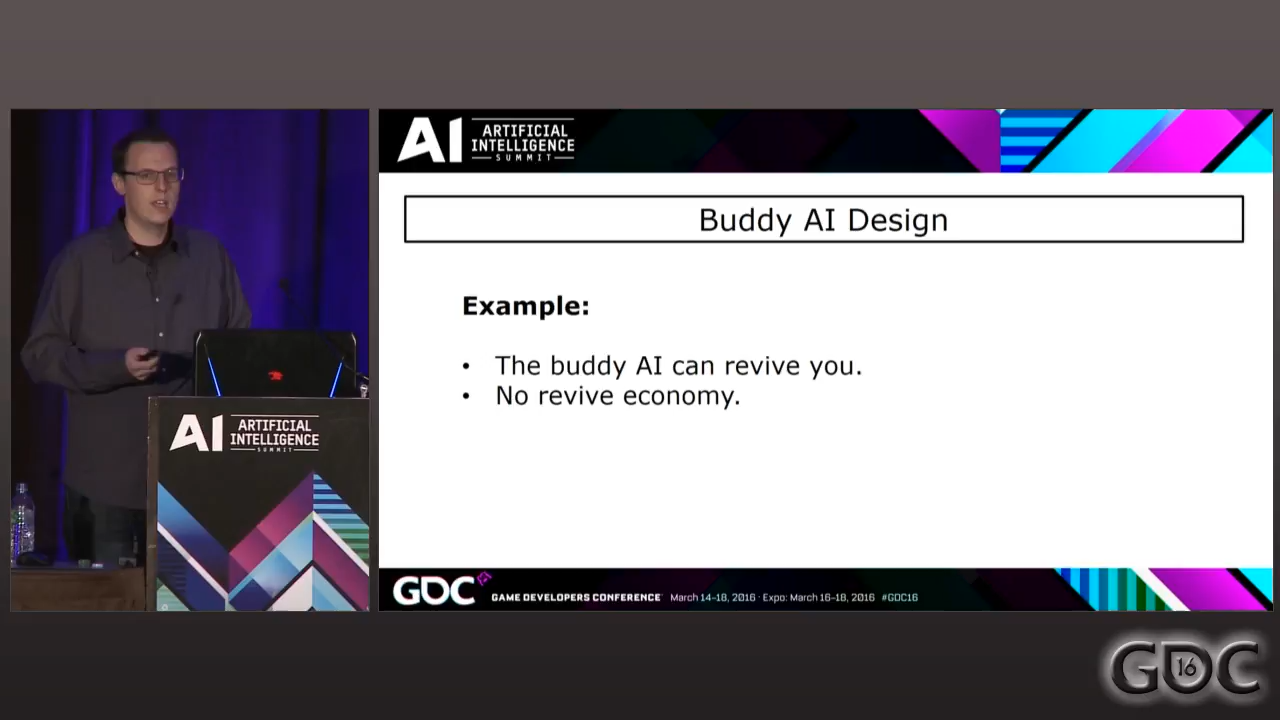 AI ARTIFICIAL
INTELLIGENCE
SUMMIT
Buddy AI Design
Example:
• The buddy AI can revive you.
• No revive economy.
AI ARTIFICIAL
INTELLIGENCE
SUMMIT
GDC GAME DEVELOPERS CONFERENCE March 14-18, 2016 · Expo: March 16-18, 2016 #GDC16
GDC 16